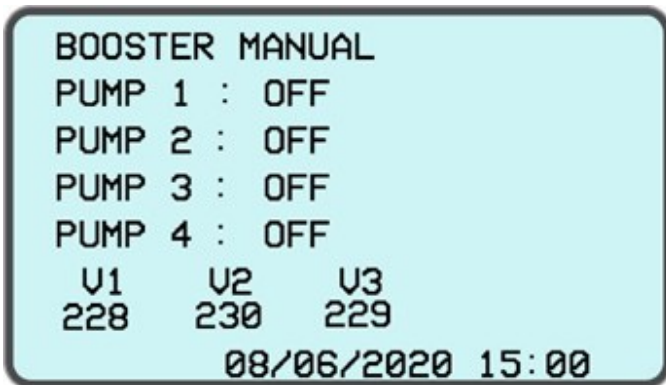 BOOSTER MANUAL
PUMP 1 : OFF
PUMP 2 : OFF
PUMP 3 : OFF
PUMP 4 : OFF
V1 V2 V3
228 230 229
08/06/2020 15:00